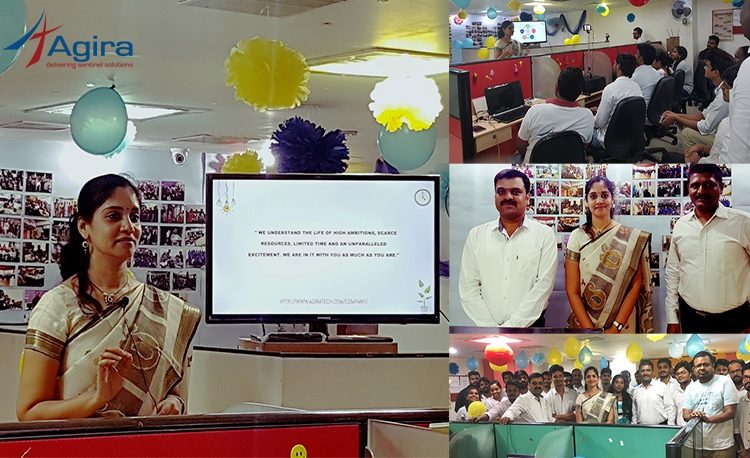 Agira
delivering sentinel solutions
" WE UNDERSTAND THE LIFE OF HIGH AMBITIONS, SCARCE
RESOURCES, LIMITED TIME AND AN UNPARALLELED
EXCITEMENT. WE ARE IN IT WITH YOU AS MUCH AS YOU ARE."
HTTP://WWW.AGIRATECH.COM/COMPANY/